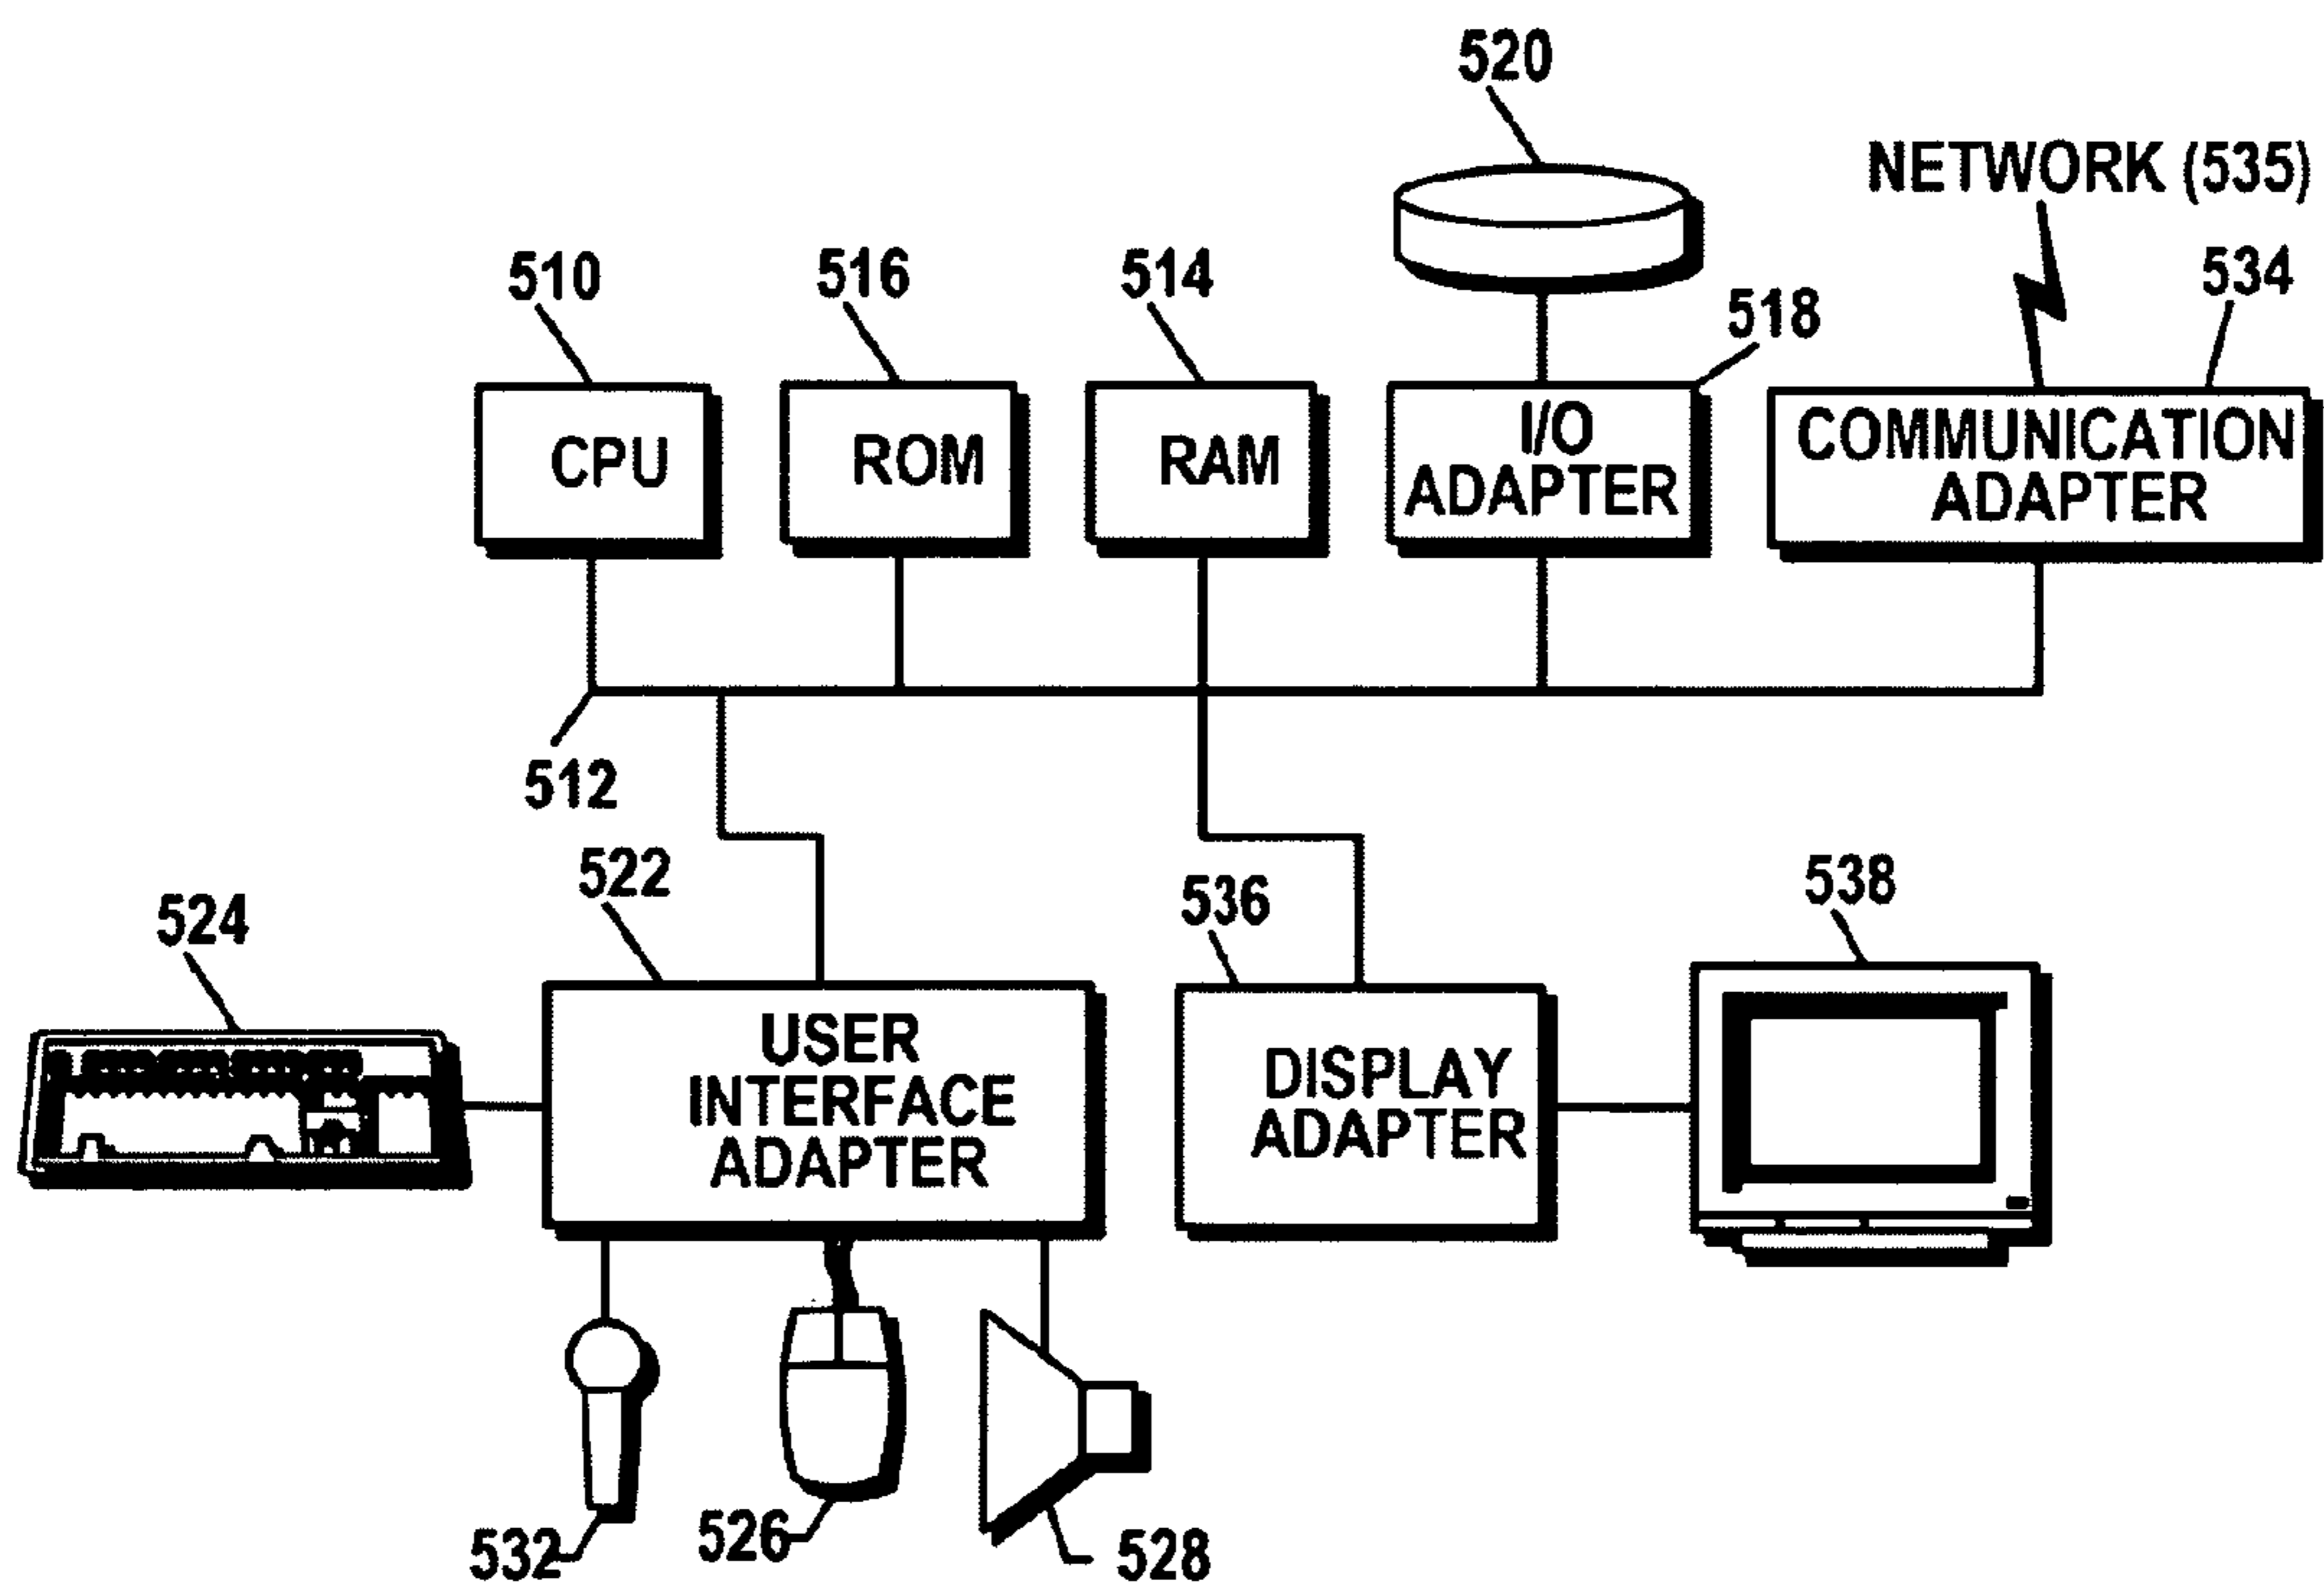 520
NETWORK (535)
510
516
514
518
534
CPU
ROM
RAM
I/O
ADAPTER
COMMUNICATION
ADAPTER
512
522
524
536
538
USER
INTERFACE
ADAPTER
DISPLAY
ADAPTER
532
526
528